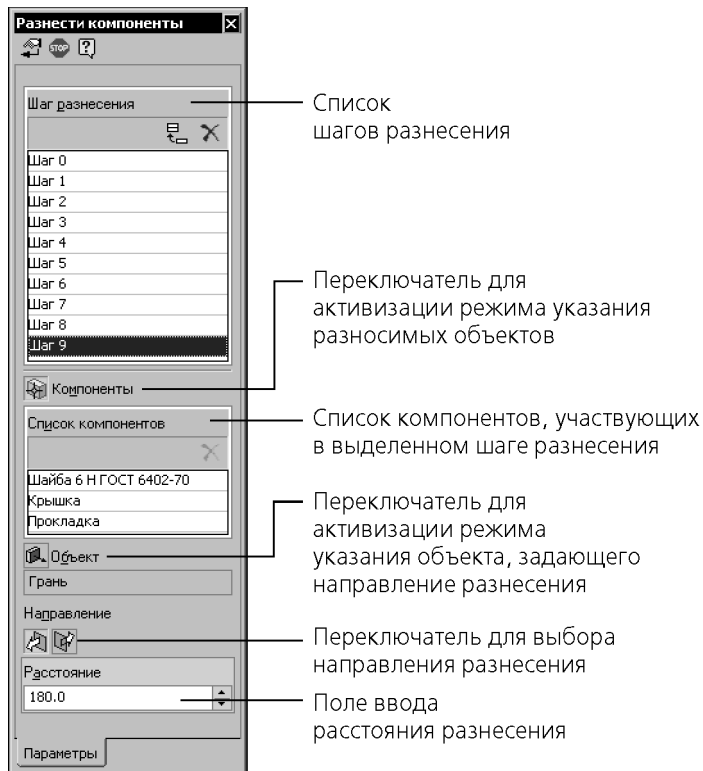 Разнести компоненты
STOP
Шаг разнесения
Список
шагов разнесения
Шаг 0
Шаг 1
Шаг 2
Шаг 3
Шаг 4
Шаг 5
Шаг 6
Шаг 7
Шаг 8
Шаг 9
Переключатель для
активизации режима указания
разносимых объектов
Компоненты
Список компонентов
Список компонентов, участвующих
в выделенном шаге разнесения
Шайба 6 Н ГОСТ 6402-70
Крышка
Прокладка
Переключатель для
активизации режима
указания объекта, задающего
направление разнесения
Объект
Грань
Направление
Переключатель для выбора
направления разнесения
Расстояние
180.0
Поле ввода
расстояния разнесения
Параметры